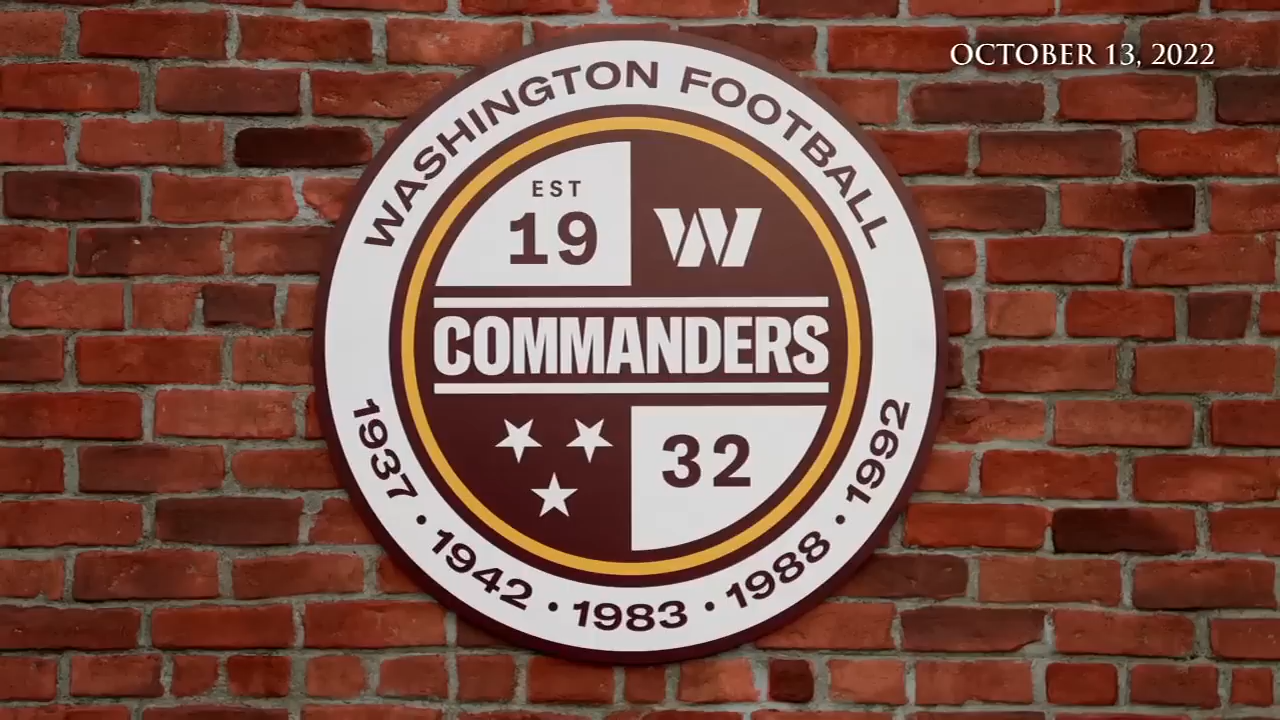 OCTOBER 13, 2022
WASHINGTON FOOTBALL
EST
19
W
COMMANDERS
32
1937 · 1942 · 1983 · 1988 · 1992